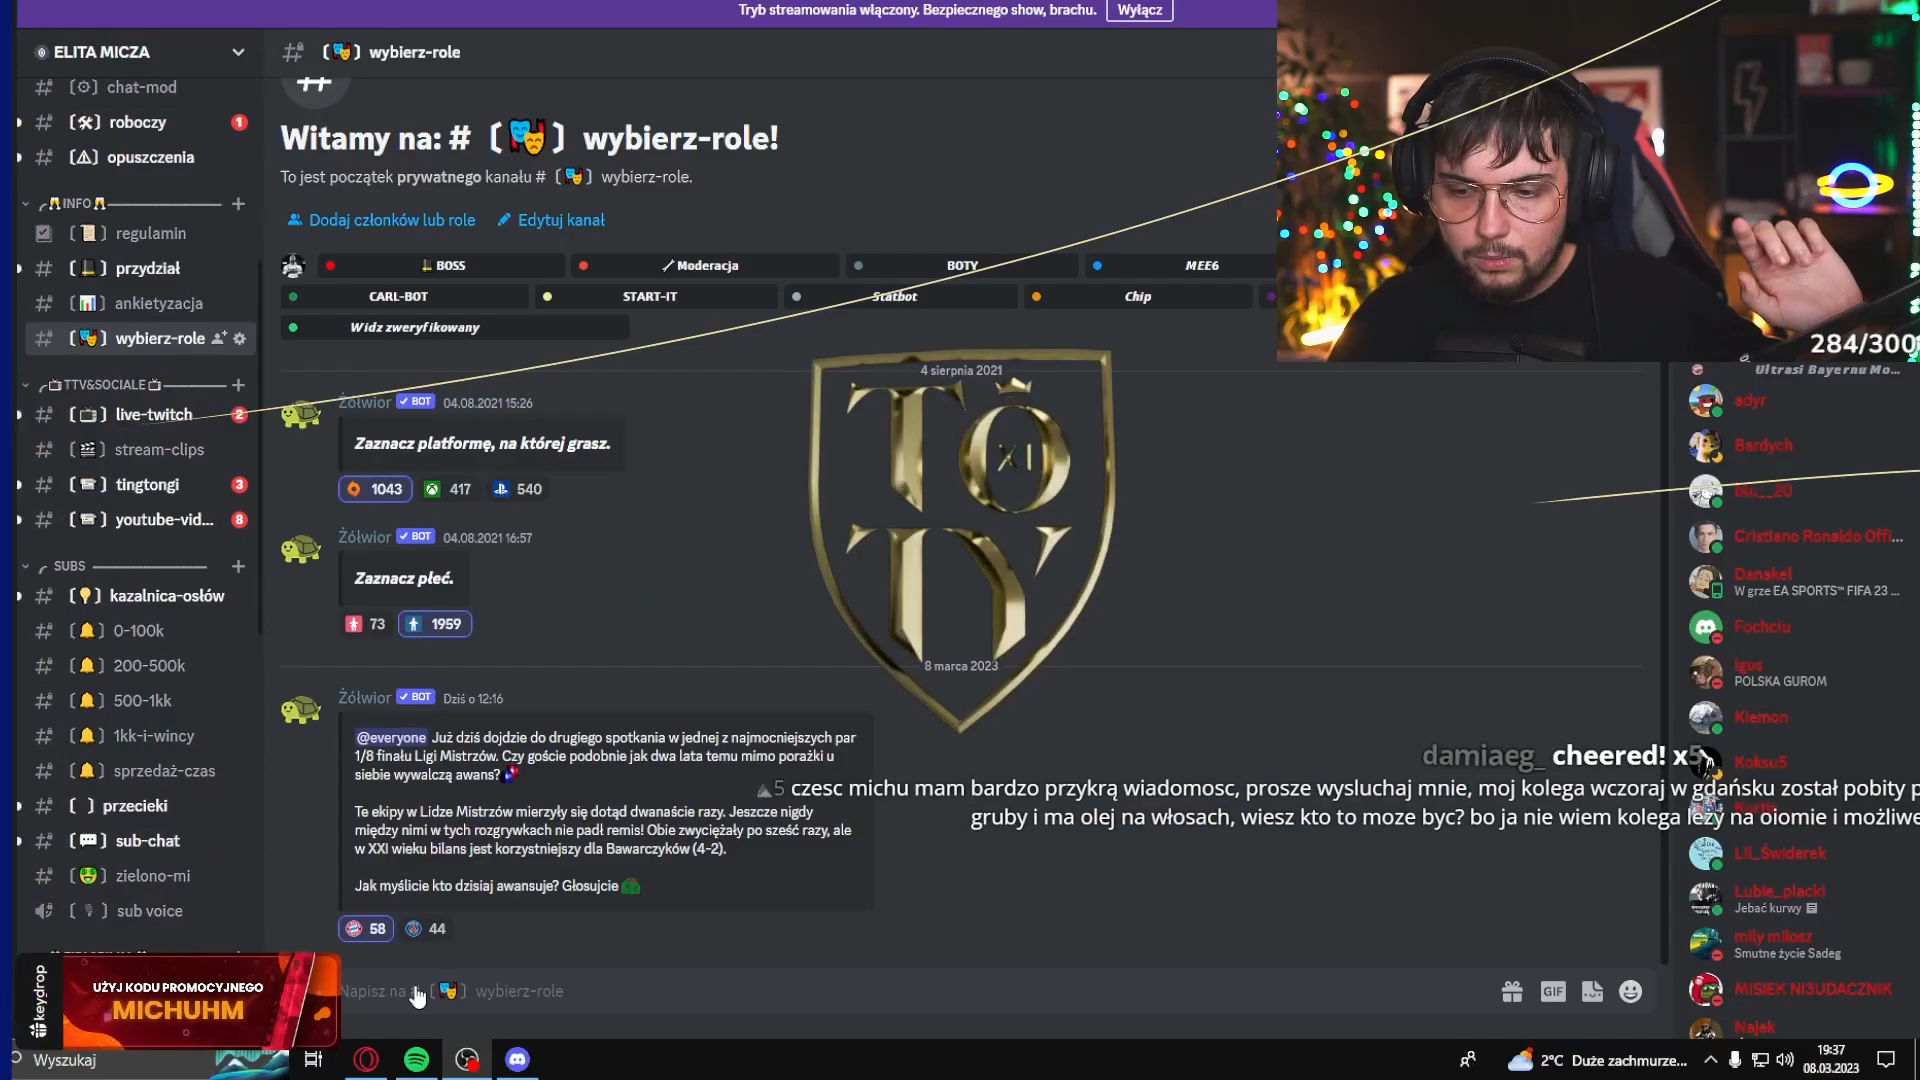 Tryb streamowania włączony. Bezpiecznego show, brachu. Wyłącz
ELITA MICZA
wybierz-role
chat-mod
roboczy 1
opuszczenia
INFO
regulamin
przydział
ankietyzacja
wybierz-role
TTV&SOCIALE
live-twitch 2
stream-clips
tingtongi 3
youtube-vid... 8
SUBS
kazalnica-osłów
0-100k
200-500k
500-1kk
1kk-i-wincy
sprzedaż-czas
przecieki
sub-chat
zielono-mi
sub voice
Witamy na: # [🎭] wybierz-role!
To jest początek prywatnego kanału # [🎭] wybierz-role.
Dodaj członków lub role Edytuj kanał
BOSS Moderacja BOTY MEE6
CARL-BOT START-IT Statbot Chip
Widz zweryfikowany
4 sierpnia 2021
Żółwior BOT 04.08.2021 15:26
Zaznacz platformę, na której grasz.
1043 417 540
Żółwior BOT 04.08.2021 16:57
Zaznacz płeć.
73 1959
8 marca 2023
Żółwior BOT Dziś o 12:16
@everyone Już dziś dojdzie do drugiego spotkania w jednej z najmocniejszych par
1/8 finału Ligi Mistrzów. Czy goście podobnie jak dwa lata temu mimo porażki u
siebie wywalczą awans?
Te ekipy w Lidze Mistrzów mierzyły się dotąd dwanaście razy. Jeszcze nigdy
między nimi w tych rozgrywkach nie padł remis! Obie zwyciężały po sześć razy, ale
w XXI wieku bilans jest korzystniejszy dla Bawarczyków (4-2).
Jak myślicie kto dzisiaj awansuje? Głosujcie
58 44
Napisz na # [🎭] wybierz-role
GIF
TO
XI
TY
284/300
Ultrasi Bayernu Mo...
adyr
Bardych
blu__20
Cristiano Ronaldo Offi...
Danakel
W grze EA SPORTS™ FIFA 23 ...
Fochciu
igos
POLSKA GUROM
Klemon
Koksu5
Kurtix
Lil_Świderek
Lubie_placki
Jebać kurwy
mily milosz
Smutne życie Sadeg
MISIEK NI3UDACZNIK
Najek
damiaeg_ cheered! x5
5 czesc michu mam bardzo przykrą wiadomosc, prosze wysluchaj mnie, moj kolega wczoraj w gdańsku został pobity p
gruby i ma olej na włosach, wiesz kto to moze byc? bo ja nie wiem kolega leży na oiomie i możliwe
keydrop
UŻYJ KODU PROMOCYJNEGO
MICHUHM
Wyszukaj
2°C Duże zachmurze...
19:37
08.03.2023